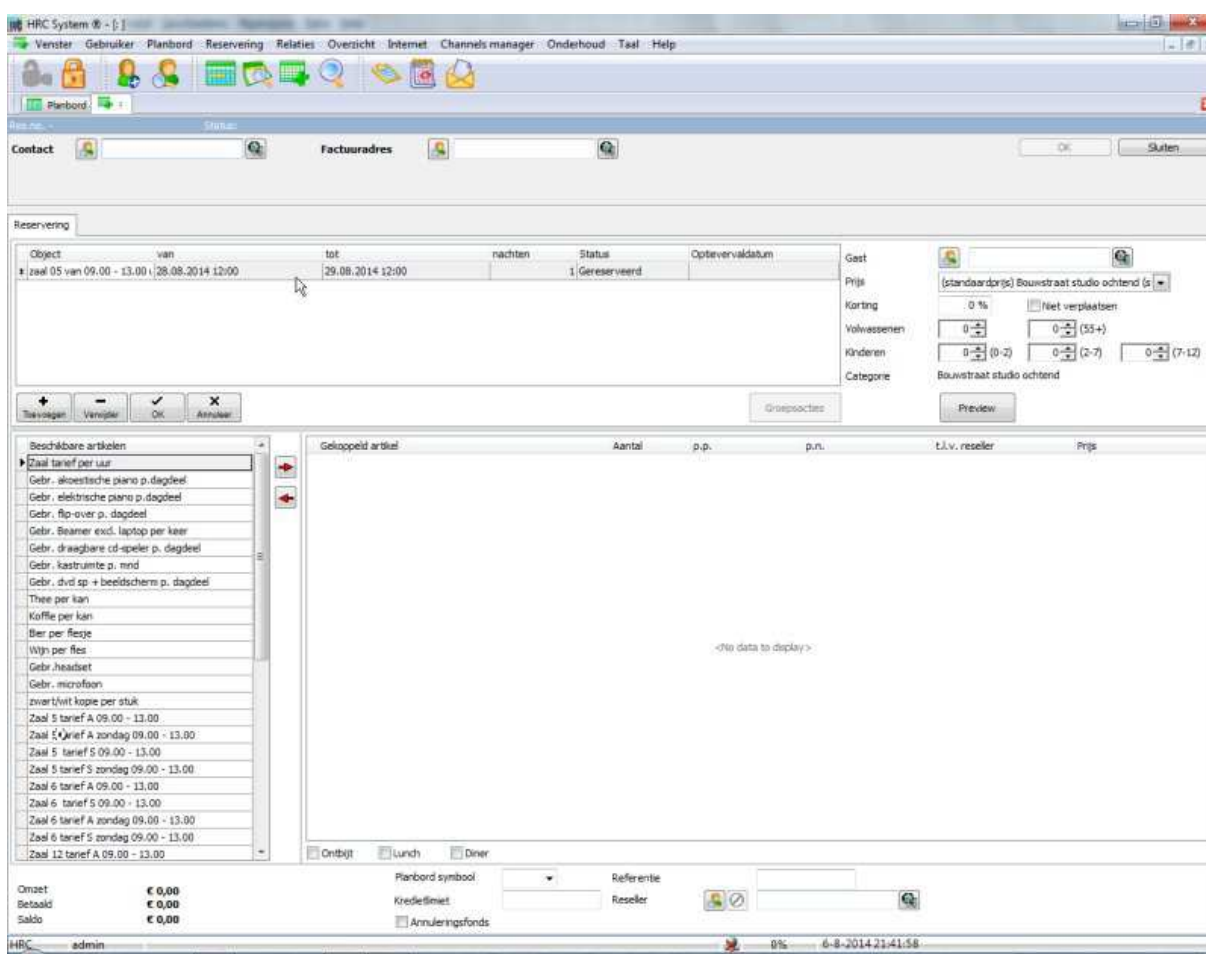 HRC System ® - [: ]
Venster Gebruiker Planbord Reservering Relaties Overzicht Internet Channels manager Onderhoud Taal Help
Planbord
Res.no. - Status:
Contact Factuuradres OK Sluiten
Reservering
Object van tot nachten Status Optievervaldatum
zaal 05 van 09.00 - 13.00 28.08.2014 12:00 29.08.2014 12:00 1 Gereserveerd
Gast
Prijs (standaardprijs) Bouwstraat studio ochtend (s
Korting 0 % Niet verplaatsen
Volwassenen 0 0 (55+)
Kinderen 0 (0-2) 0 (2-7) 0 (7-12)
Categorie Bouwstraat studio ochtend
Toevoegen Verwijder OK Annuleer Groepsacties Preview
Beschikbare artikelen
Zaal tarief per uur
Gebr. akoestische piano p.dagdeel
Gebr. elektrische piano p.dagdeel
Gebr. flip-over p. dagdeel
Gebr. Beamer excl. laptop per keer
Gebr. draagbare cd-speler p. dagdeel
Gebr. kastruimte p. mnd
Gebr. dvd sp + beeldscherm p. dagdeel
Thee per kan
Koffie per kan
Bier per flesje
Wijn per fles
Gebr.headset
Gebr. microfoon
zwart/wit kopie per stuk
Zaal 5 tarief A 09.00 - 13.00
Zaal 5 tarief A zondag 09.00 - 13.00
Zaal 5 tarief S 09.00 - 13.00
Zaal 5 tarief S zondag 09.00 - 13.00
Zaal 6 tarief A 09.00 - 13.00
Zaal 6 tarief S 09.00 - 13.00
Zaal 6 tarief A zondag 09.00 - 13.00
Zaal 6 tarief S zondag 09.00 - 13.00
Zaal 12 tarief A 09.00 - 13.00
Gekoppeld artikel Aantal p.p. p.n. t.l.v. reseller Prijs
<No data to display>
Ontbijt Lunch Diner
Omzet € 0,00
Betaald € 0,00
Saldo € 0,00
Planbord symbool Referentie
Kredietlimiet Reseller
Annuleringsfonds
HRC admin 0% 6-8-2014 21:41:58